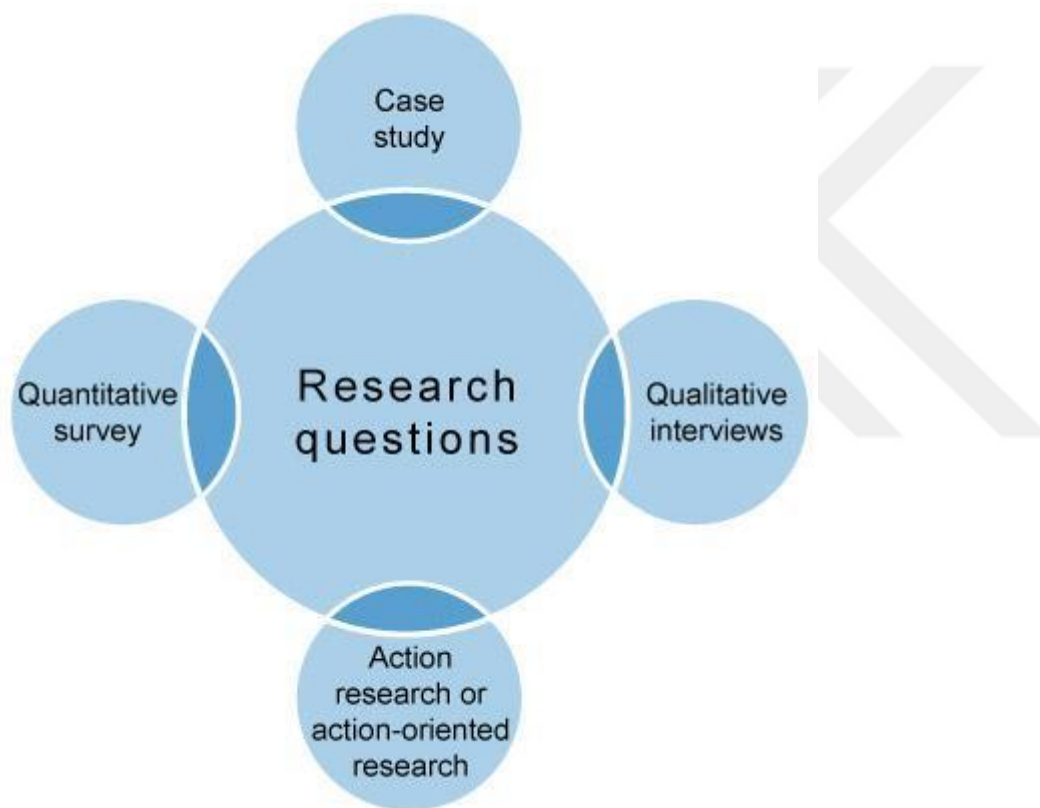 Case
study
Quantitative
survey
Research
questions
Qualitative
interviews
Action
research or
action-oriented
research